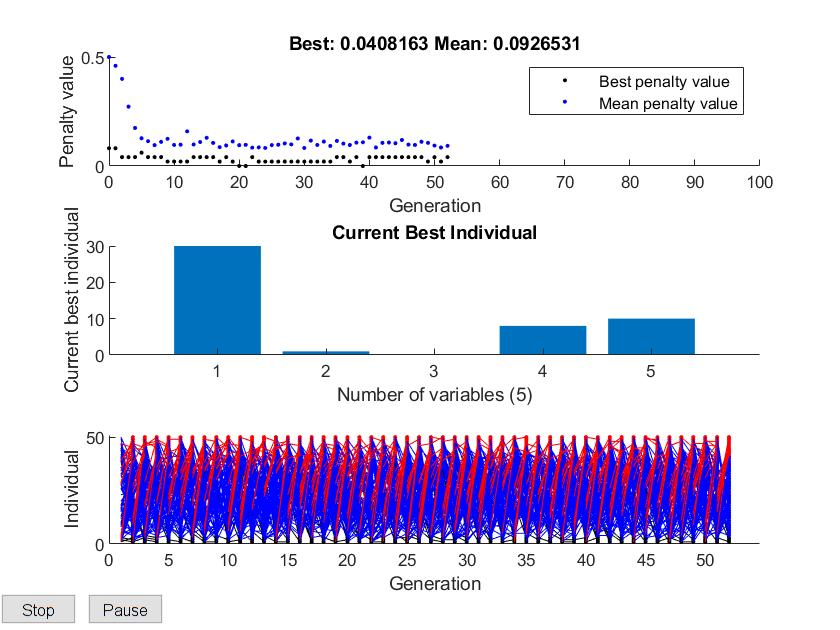 Best: 0.0408163 Mean: 0.0926531
Penalty value
0.5
0
Best penalty value
Mean penalty value
0 10 20 30 40 50 60 70 80 90 100
Generation
Current Best Individual
Current best individual
30
20
10
0
1 2 3 4 5
Number of variables (5)
Individual
50
0
0 5 10 15 20 25 30 35 40 45 50
Generation
Stop Pause